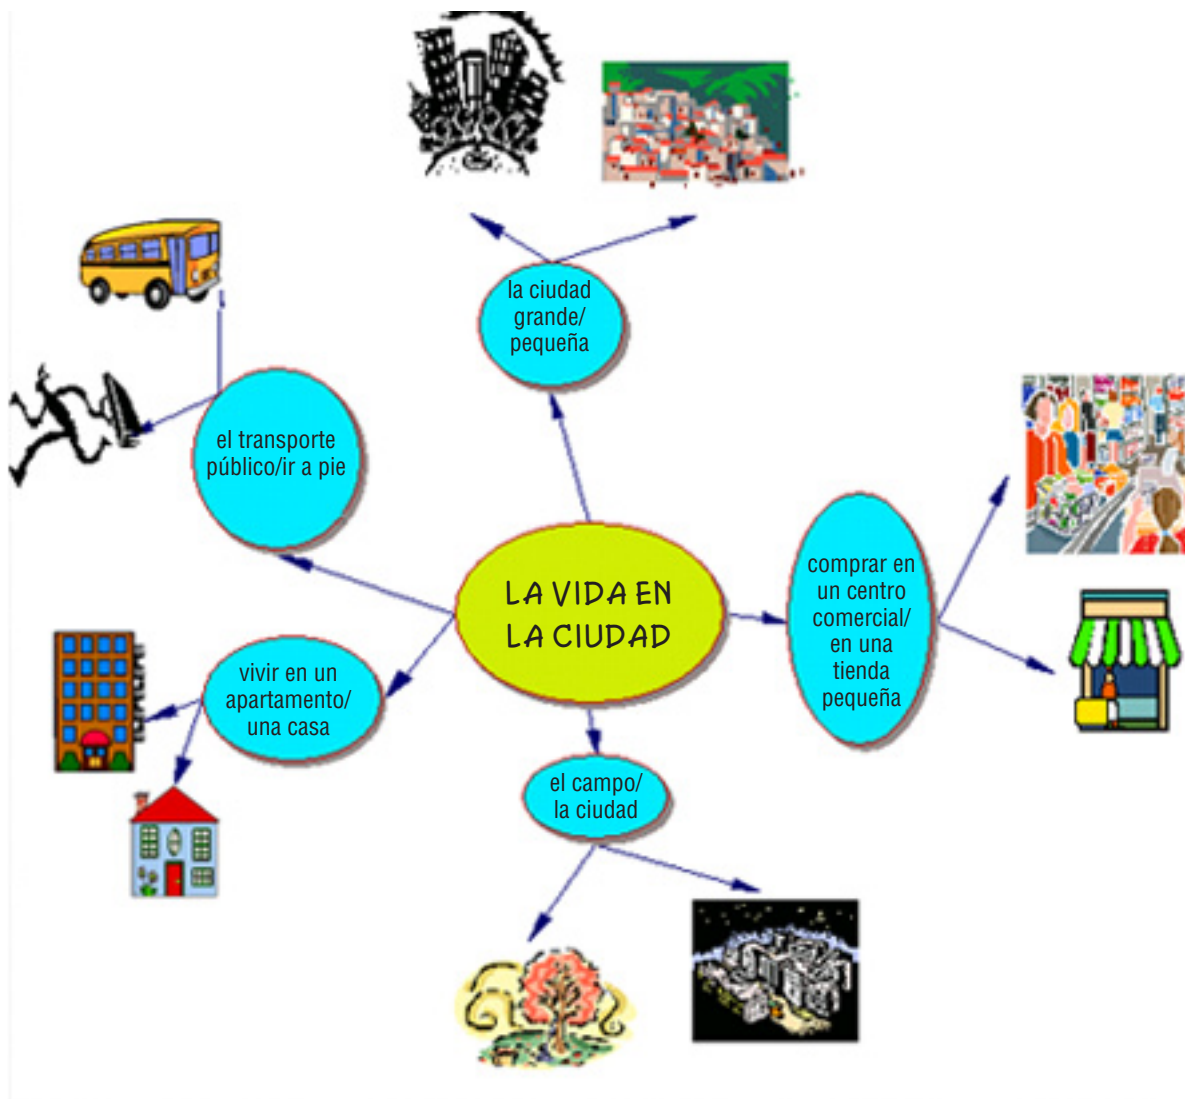 la ciudad
grande/
pequeña
el transporte
público/ir a pie
LA VIDA EN
LA CIUDAD
comprar en
un centro
comercial/
en una
tienda
pequeña
vivir en un
apartamento/
una casa
el campo/
la ciudad